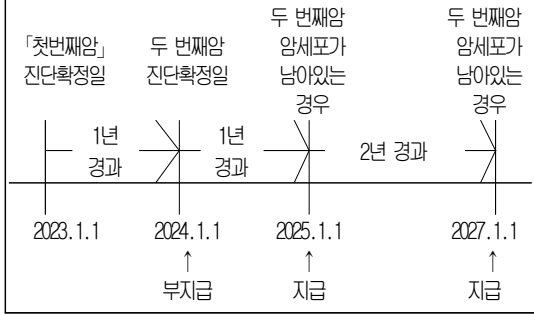 「첫번째암」
진단확정일
두 번째암
진단확정일
두 번째암
암세포가
남아있는
경우
두 번째암
암세포가
남아있는
경우
1년
경과
1년
경과
2년 경과
2023.1.1
2024.1.1
2025.1.1
2027.1.1
↑
↑
↑
부지급
지급
지급